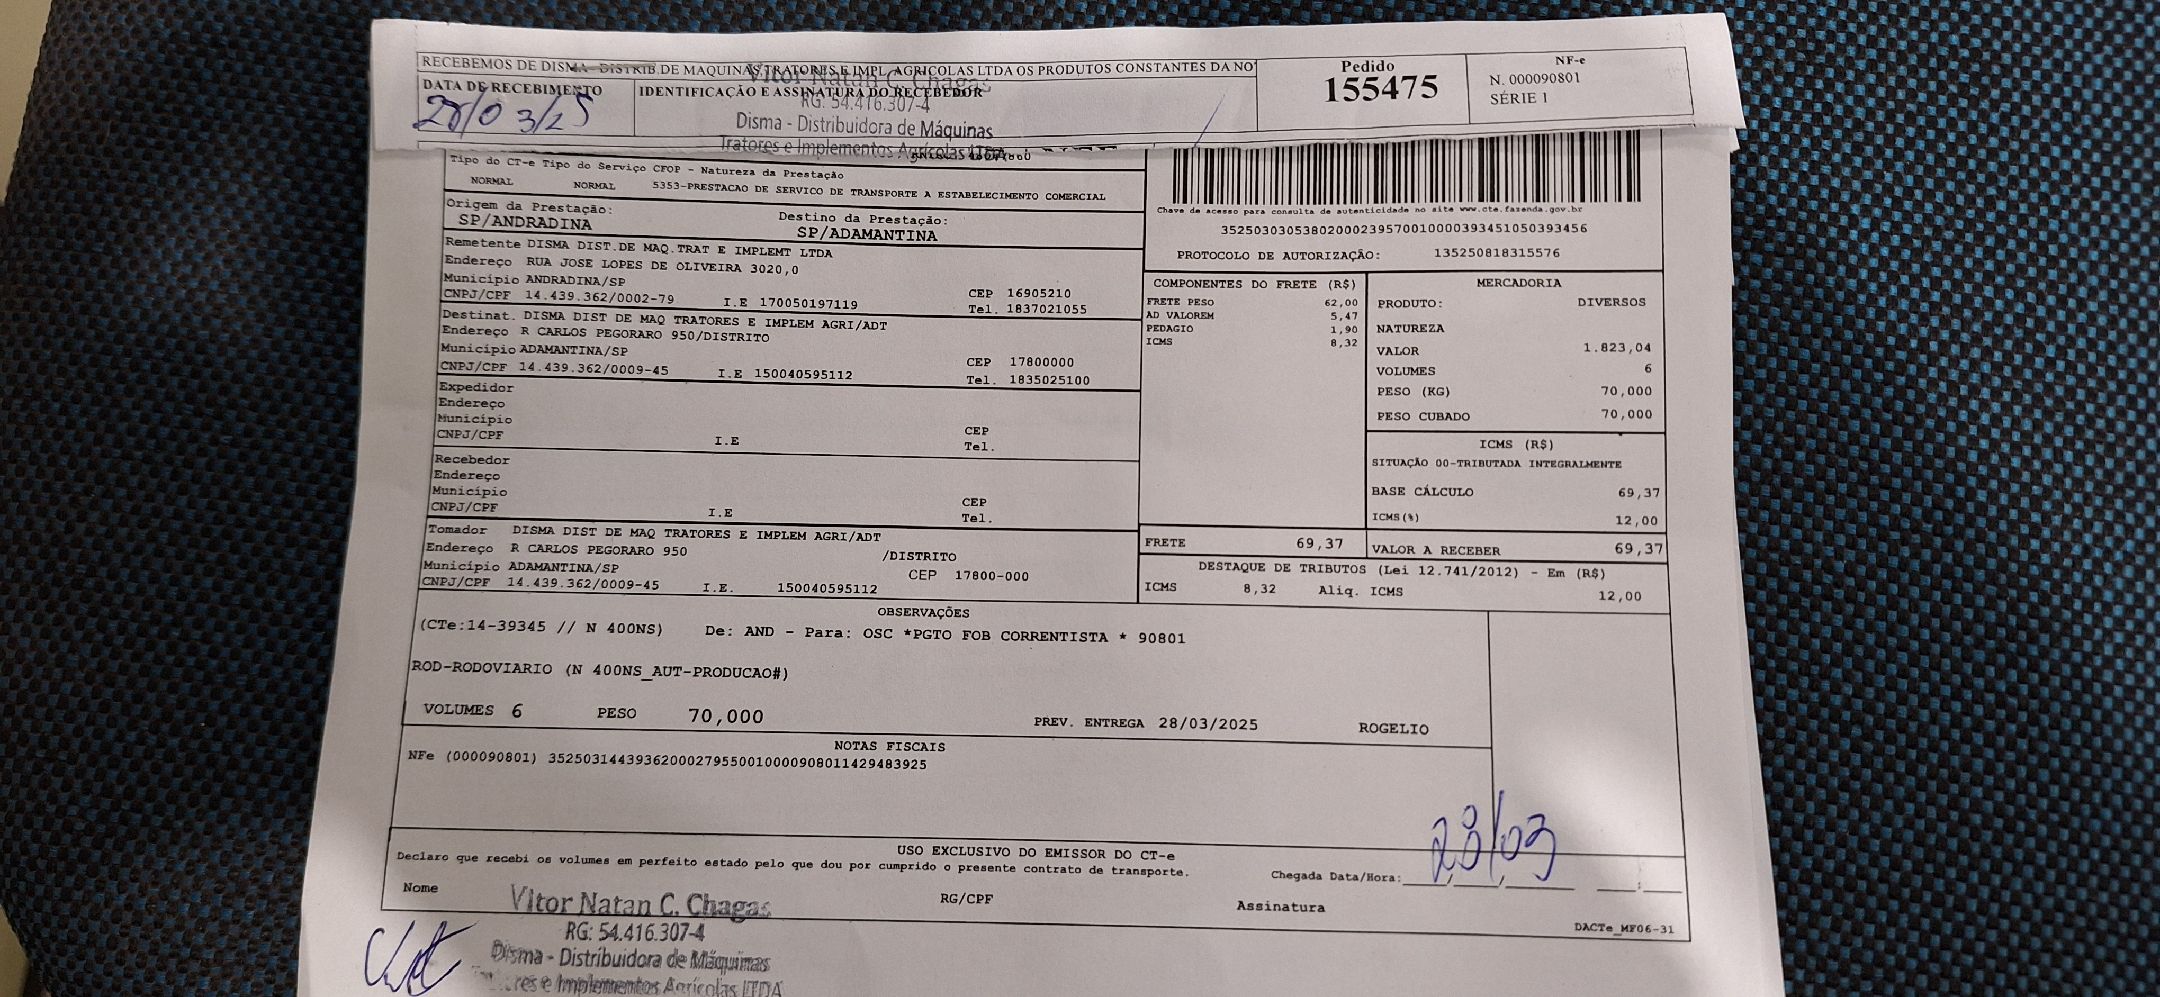 RECEBEMOS DE DISMA - DISTRIB DE MAQUINAS TRATORES E IMPL AGRICOLAS LTDA OS PRODUTOS CONSTANTES DA NO
DATA DE RECEBIMENTO
IDENTIFICAÇÃO E ASSINATURA DO RECEBEDOR
28/03/25
Vitor Natan C. Chagas
RG: 54.416.307-4
Disma - Distribuidora de Máquinas
Tratores e Implementos Agrícolas LTDA
Pedido
155475
NF-e
N. 000090801
SÉRIE 1
Tipo do CT-e Tipo do Serviço CFOP - Natureza da Prestação
NORMAL NORMAL 5353-PRESTACAO DE SERVICO DE TRANSPORTE A ESTABELECIMENTO COMERCIAL
Origem da Prestação:
SP/ANDRADINA
Destino da Prestação:
SP/ADAMANTINA
Remetente DISMA DIST.DE MAQ.TRAT E IMPLEMT LTDA
Endereço RUA JOSE LOPES DE OLIVEIRA 3020,0
Município ANDRADINA/SP CEP 16905210
CNPJ/CPF 14.439.362/0002-79 I.E 170050197119 Tel. 1837021055
Destinat. DISMA DIST DE MAQ TRATORES E IMPLEM AGRI/ADT
Endereço R CARLOS PEGORARO 950/DISTRITO
Município ADAMANTINA/SP CEP 17800000
CNPJ/CPF 14.439.362/0009-45 I.E 150040595112 Tel. 1835025100
Expedidor
Endereço
Município CEP
CNPJ/CPF I.E Tel.
Recebedor
Endereço
Município CEP
CNPJ/CPF I.E Tel.
Tomador DISMA DIST DE MAQ TRATORES E IMPLEM AGRI/ADT
Endereço R CARLOS PEGORARO 950 /DISTRITO
Município ADAMANTINA/SP CEP 17800-000
CNPJ/CPF 14.439.362/0009-45 I.E. 150040595112
Chave de acesso para consulta de autenticidade no site www.cte.fazenda.gov.br
35250303053802000239570010000393451050393456
PROTOCOLO DE AUTORIZAÇÃO: 135250818315576
COMPONENTES DO FRETE (R$)
FRETE PESO 62,00
AD VALOREM 5,47
PEDAGIO 1,90
ICMS 8,32
MERCADORIA
PRODUTO: DIVERSOS
NATUREZA
VALOR 1.823,04
VOLUMES 6
PESO (KG) 70,000
PESO CUBADO 70,000
ICMS (R$)
SITUAÇÃO 00-TRIBUTADA INTEGRALMENTE
BASE CÁLCULO 69,37
ICMS(%) 12,00
FRETE 69,37
VALOR A RECEBER 69,37
DESTAQUE DE TRIBUTOS (Lei 12.741/2012) - Em (R$)
ICMS 8,32 Aliq. ICMS 12,00
OBSERVAÇÕES
(CTe:14-39345 // N 400NS) De: AND - Para: OSC *PGTO FOB CORRENTISTA * 90801
ROD-RODOVIARIO (N 400NS_AUT-PRODUCAO#)
VOLUMES 6 PESO 70,000 PREV. ENTREGA 28/03/2025 ROGELIO
NOTAS FISCAIS
NFe (000090801) 35250314439362000279550010000908011429483925
USO EXCLUSIVO DO EMISSOR DO CT-e
Declaro que recebi os volumes em perfeito estado pelo que dou por cumprido o presente contrato de transporte.
Chegada Data/Hora: 28/03
Nome RG/CPF Assinatura
DACTe_MF06-31
Vitor Natan C. Chagas
RG: 54.416.307-4
Disma - Distribuidora de Máquinas
res e Implementos Agrícolas LTDA